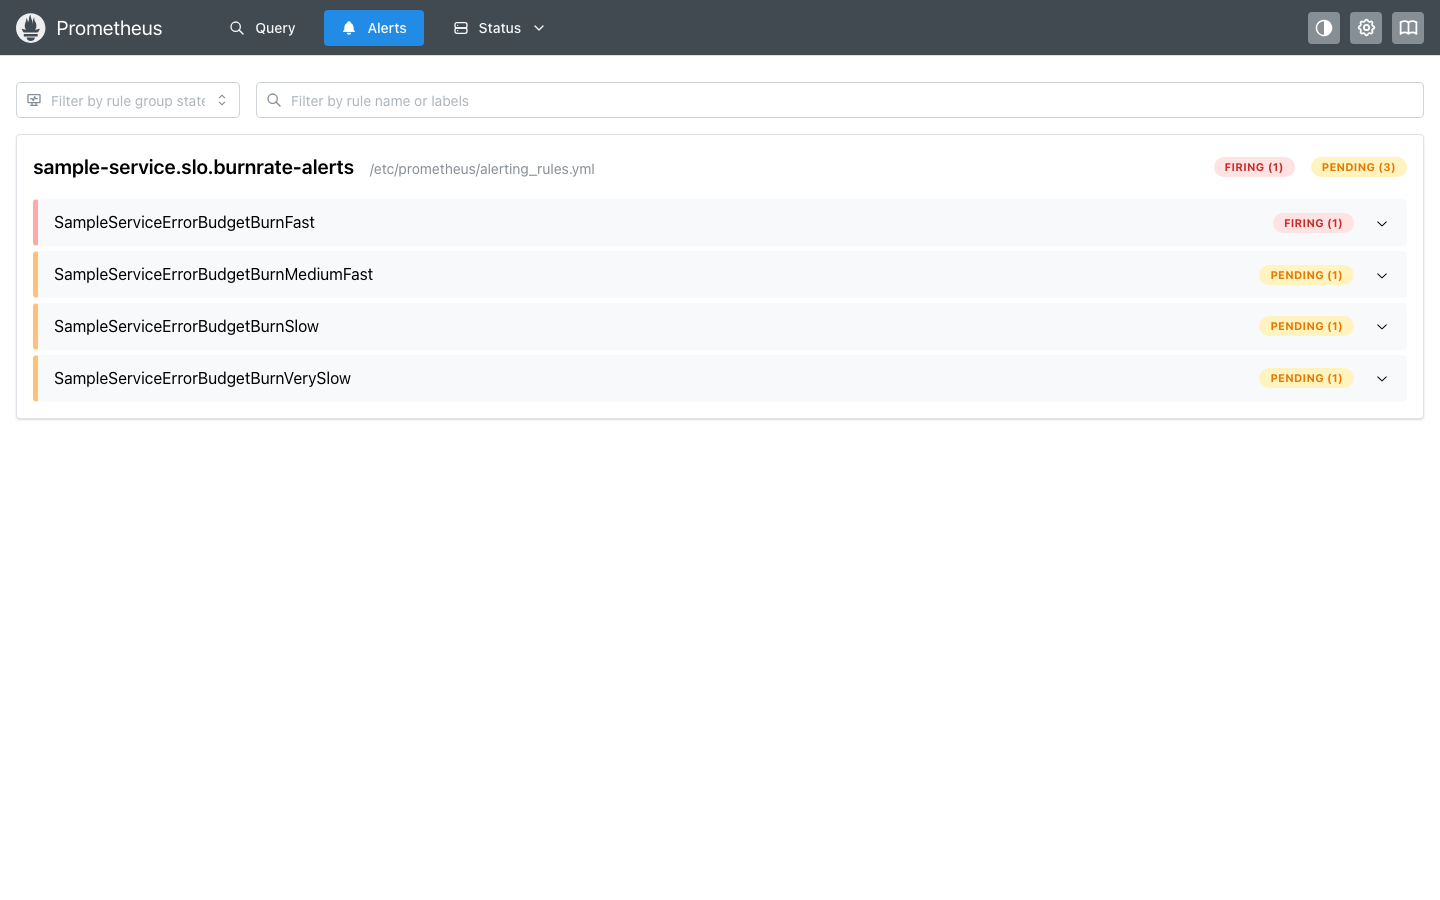 Prometheus Query Alerts Status
Filter by rule group state Filter by rule name or labels
sample-service.slo.burnrate-alerts /etc/prometheus/alerting_rules.yml FIRING (1) PENDING (3)
SampleServiceErrorBudgetBurnFast FIRING (1)
SampleServiceErrorBudgetBurnMediumFast PENDING (1)
SampleServiceErrorBudgetBurnSlow PENDING (1)
SampleServiceErrorBudgetBurnVerySlow PENDING (1)